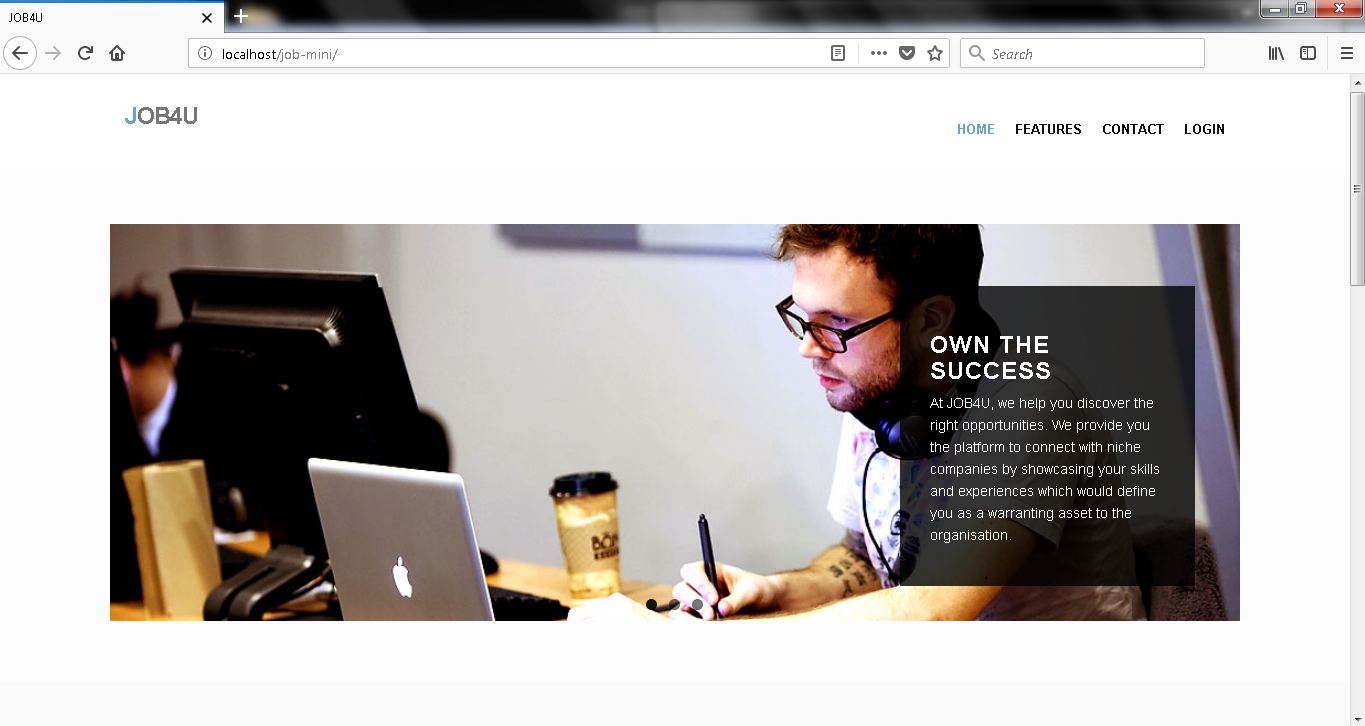 JOB4U
localhost/job-mini/
Search
JOB4U
HOME FEATURES CONTACT LOGIN
OWN THE
SUCCESS
At JOB4U, we help you discover the
right opportunities. We provide you
the platform to connect with niche
companies by showcasing your skills
and experiences which would define
you as a warranting asset to the
organisation.